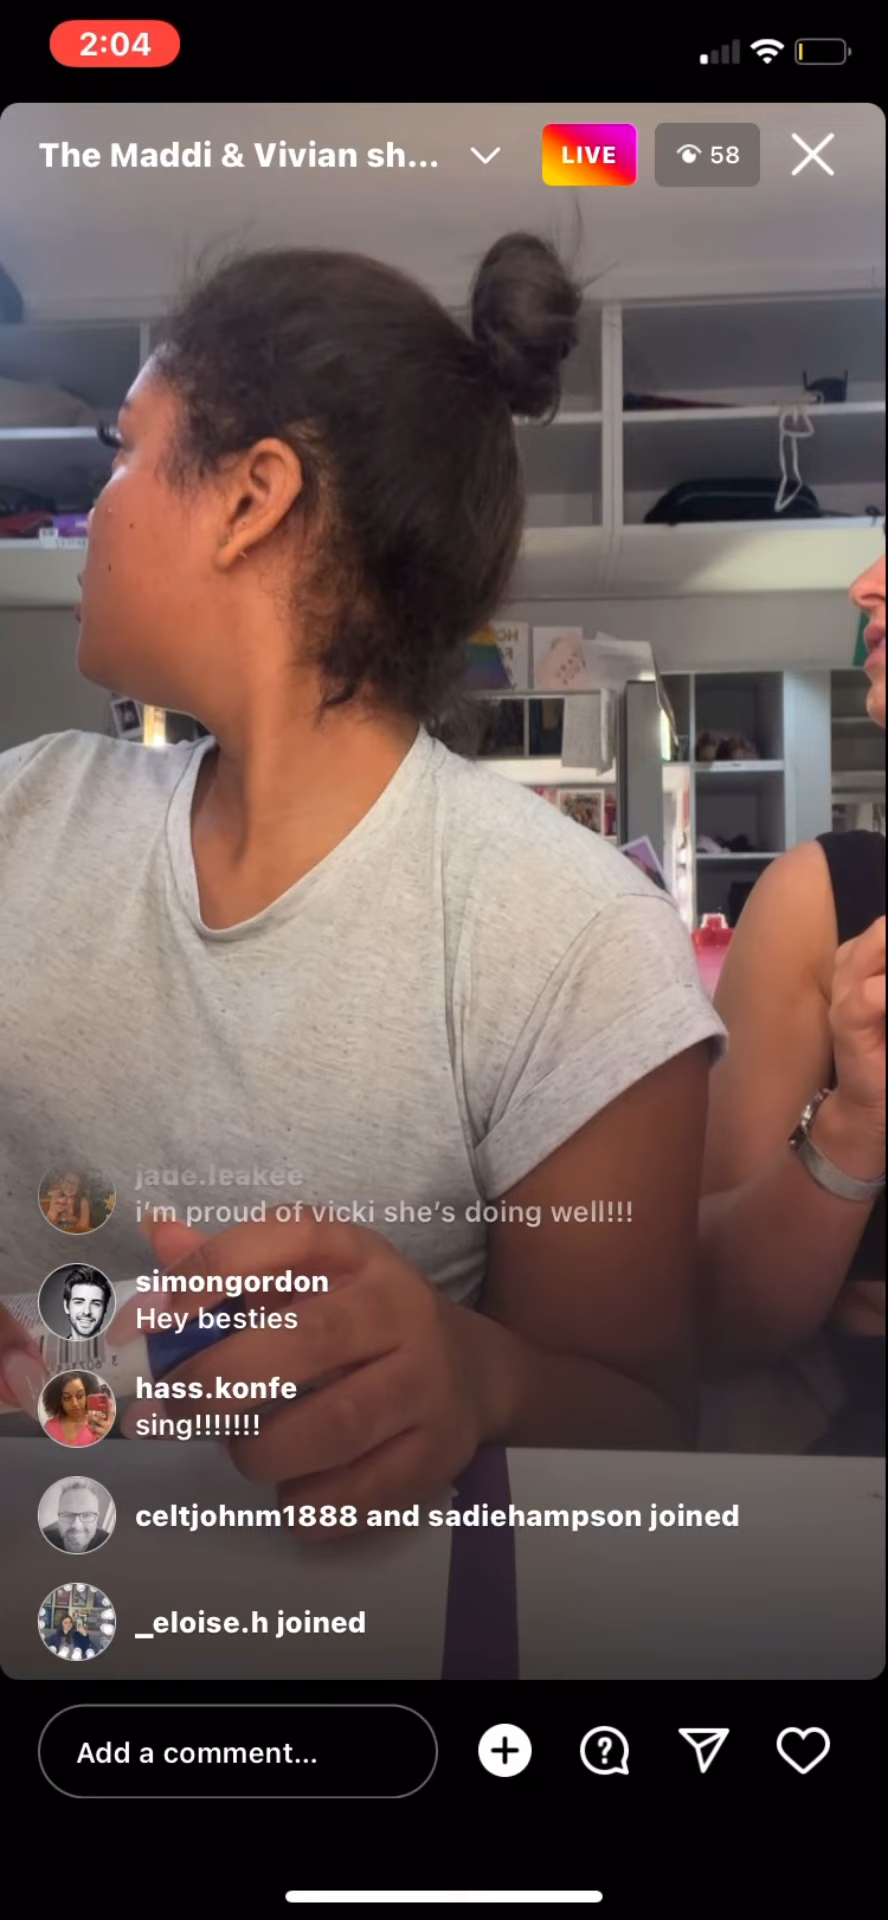 2:04
The Maddi & Vivian sh...
LIVE
58
jade.leakee
i'm proud of vicki she's doing well!!!
simongordon
Hey besties
hass.konfe
sing!!!!!!!
celtjohnm1888 and sadiehampson joined
_eloise.h joined
Add a comment...